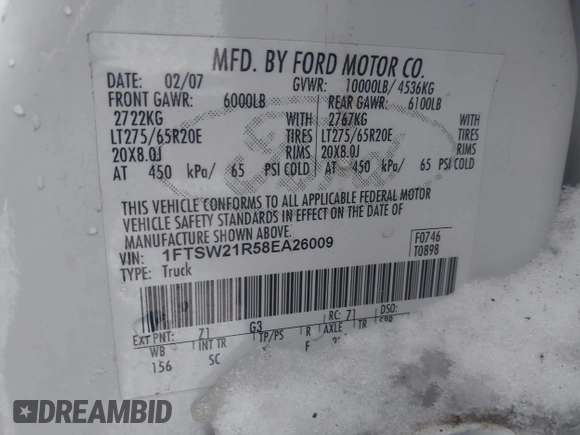 MFD. BY FORD MOTOR CO.
DATE: 02/07 GVWR: 10000LB/ 4536KG
FRONT GAWR: 6000LB REAR GAWR: 6100LB
2722KG WITH 2767KG WITH
LT275/65R20E TIRES LT275/65R20E TIRES
20X8.0J RIMS 20X8.0J RIMS
AT 450 kPa/ 65 PSI COLD AT 450 kPa/ 65 PSI COLD
THIS VEHICLE CONFORMS TO ALL APPLICABLE FEDERAL MOTOR
VEHICLE SAFETY STANDARDS IN EFFECT ON THE DATE OF
MANUFACTURE SHOWN ABOVE.
VIN: 1FTSW21R58EA26009 F0746
TYPE: Truck T0898
EXT PNT: Z1 G3 RC: 71 DSO:
WB INT TR TP/PS R AXLE TR
156 SC F
DREAMBID